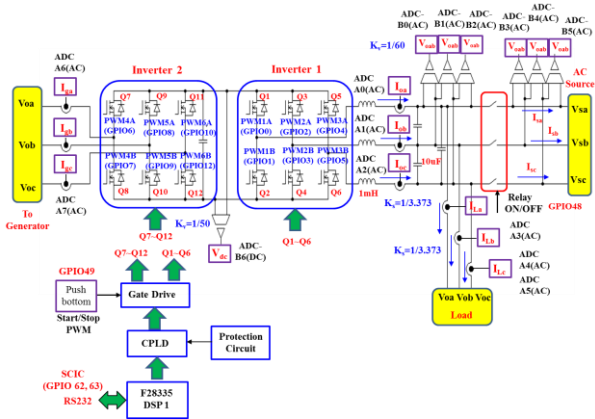 ADC-
B0(AC)
ADC-
B1(AC)
ADC-
B2(AC)
ADC-
B3(AC)
ADC-
B4(AC)
ADC-
B5(AC)
Kv=1/60
Voab
Voab
Voab
Voab
Voab
Voab
AC
Source
ADC
A6(AC)
Inverter 2
Inverter 1
ADC
A0(AC)
Iga
Igb
Igc
Ioa
Iob
Ioc
Voa
Vob
Voc
Q7
Q9
Q11
PWM4A
(GPIO6)
PWM5A
(GPIO8)
PWM6A
GPIO10)
PWM4B
(GPIO7)
PWM5B
(GPIO9)
PWM6B
GPIO12)
Q8
Q10
Q12
Q1
Q3
Q5
PWM1A
(GPIO0)
PWM2A
(GPIO2)
PWM3A
(GPIO4)
PWM1B
(GPIO1)
PWM2B
(GPIO3)
PWM3B
(GPIO5)
Q2
Q4
Q6
ADC
A1(AC)
ADC
A2(AC)
1mH
10uF
Isa
Isb
Isc
Vsa
Vsb
Vsc
Relay
ON/OFF
GPIO48
To
Generator
ADC
A7(AC)
Q7~Q12
Kv=1/50
Vdc
ADC-
B6(DC)
Q1~Q6
Ks=1/3.373
Ks=1/3.373
ILa
ILb
ILc
ADC
A3(AC)
ADC
A4(AC)
ADC
A5(AC)
Voa Vob Voc
Load
Q7~Q12
Q1~Q6
GPIO49
Push
bottom
Start/Stop
PWM
Gate Drive
CPLD
Protection
Circuit
SCIC
(GPIO 62, 63)
RS232
F28335
DSP 1